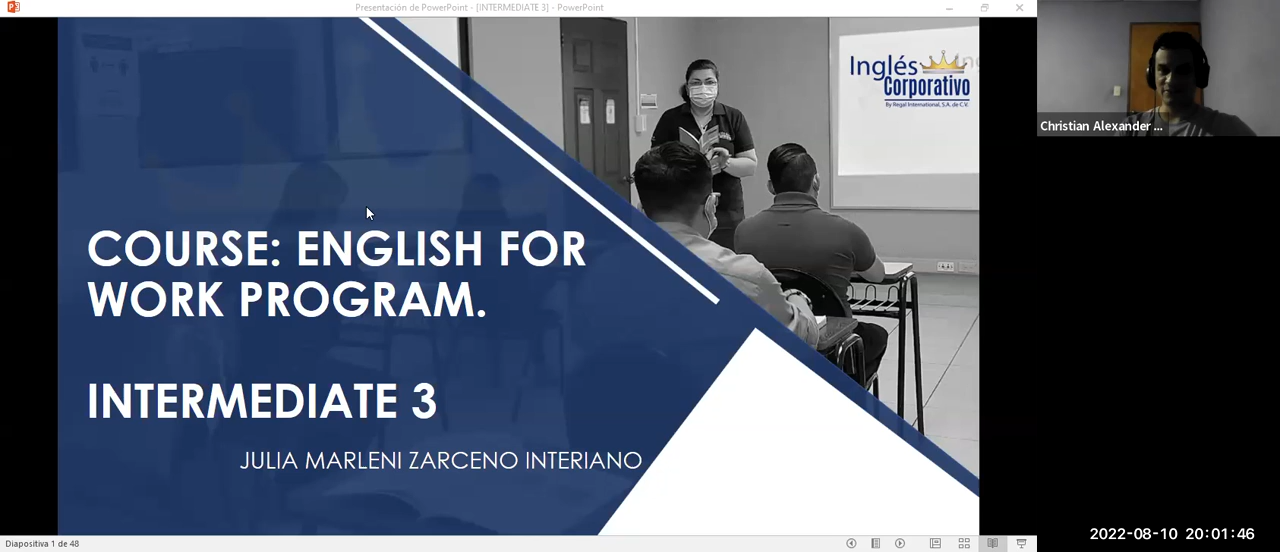 Presentación de PowerPoint - [INTERMEDIATE 3] - PowerPoint
Inglés
Corporativo
By Regal International, S.A. de C.V.
Christian Alexander ...
COURSE: ENGLISH FOR
WORK PROGRAM.
INTERMEDIATE 3
JULIA MARLENI ZARCENO INTERIANO
Diapositiva 1 de 48
2022-08-10 20:01:46